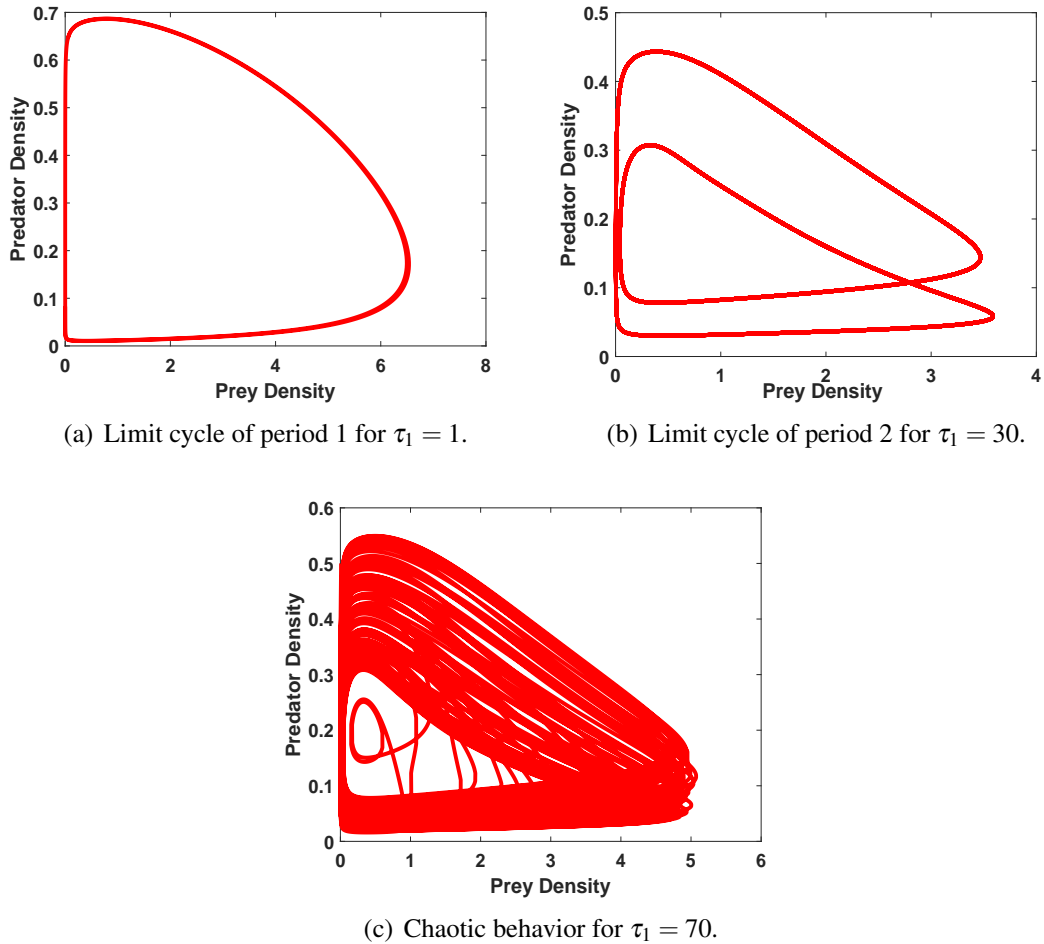 0.7
0.6
0.5
0.4
0.3
0.2
0.1
0
Predator Density
0 2 4 6 8
Prey Density
(a) Limit cycle of period 1 for τ₁ = 1.
0.5
0.4
0.3
0.2
0.1
0
Predator Density
0 1 2 3 4
Prey Density
(b) Limit cycle of period 2 for τ₁ = 30.
0.6
0.5
0.4
0.3
0.2
0.1
0
Predator Density
0 1 2 3 4 5 6
Prey Density
(c) Chaotic behavior for τ₁ = 70.